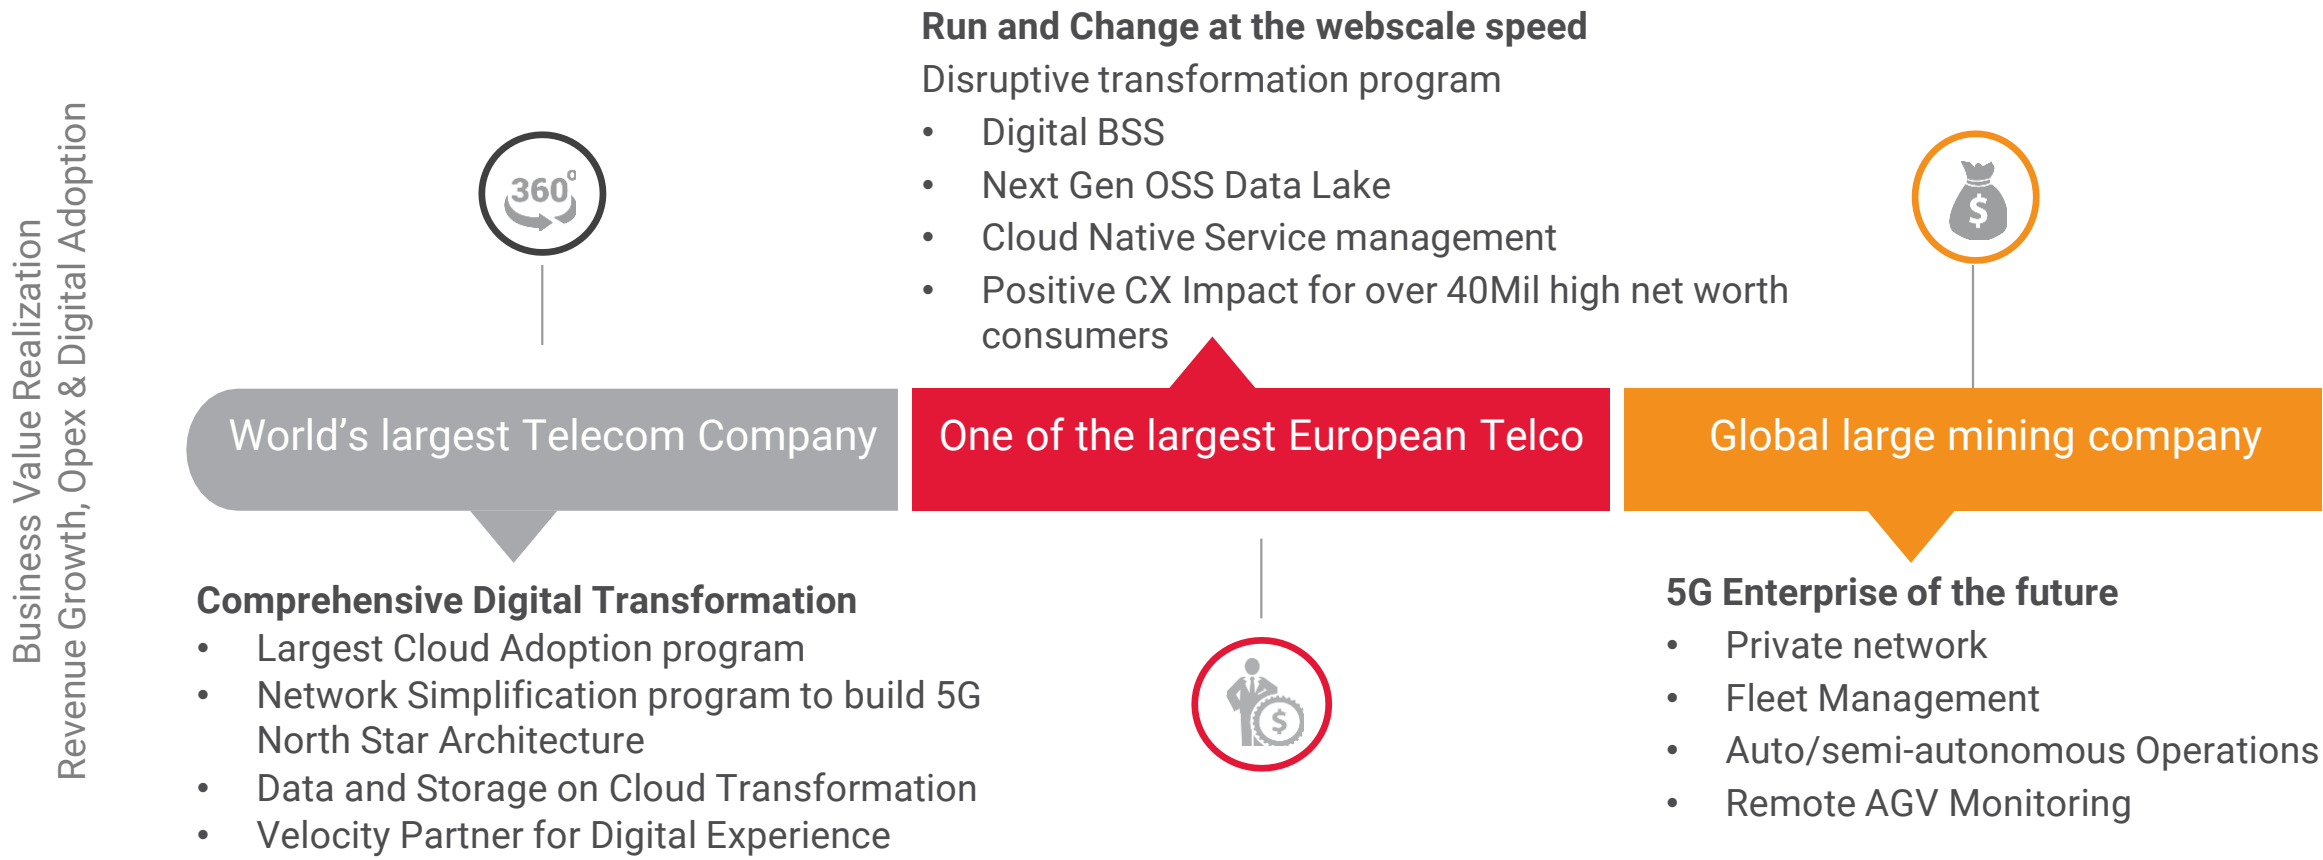 Business Value Realization
Revenue Growth, Opex & Digital Adoption
360°
World’s largest Telecom Company
Comprehensive Digital Transformation
• Largest Cloud Adoption program
• Network Simplification program to build 5G
North Star Architecture
• Data and Storage on Cloud Transformation
• Velocity Partner for Digital Experience
Run and Change at the webscale speed
Disruptive transformation program
• Digital BSS
• Next Gen OSS Data Lake
• Cloud Native Service management
• Positive CX Impact for over 40Mil high net worth
consumers
One of the largest European Telco
$
$
Global large mining company
5G Enterprise of the future
• Private network
• Fleet Management
• Auto/semi-autonomous Operations
• Remote AGV Monitoring